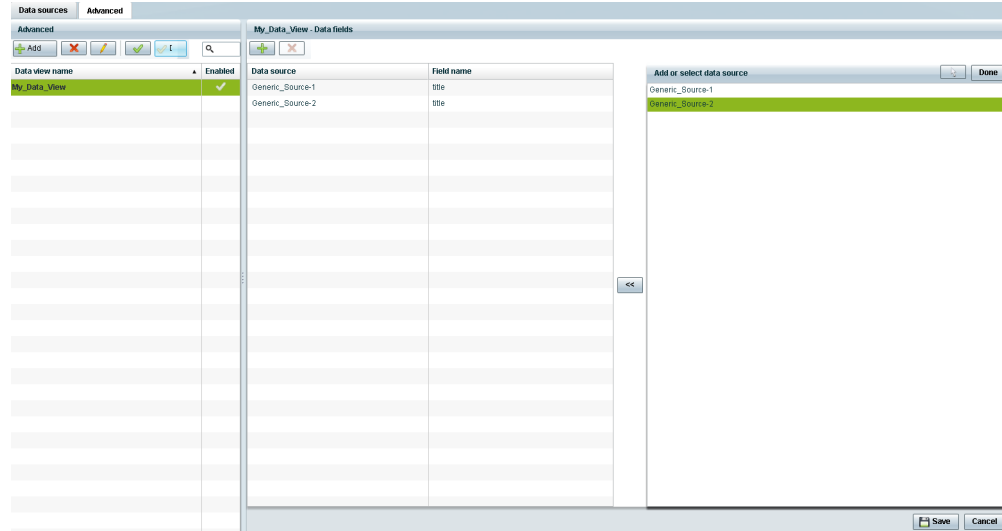 Data sources Advanced
Advanced
My_Data_View - Data fields
Add
Data view name Enabled
Data source Field name
Add or select data source Done
My_Data_View
Generic_Source-1 title
Generic_Source-2 title
Generic_Source-1
Generic_Source-2
<<
Save Cancel